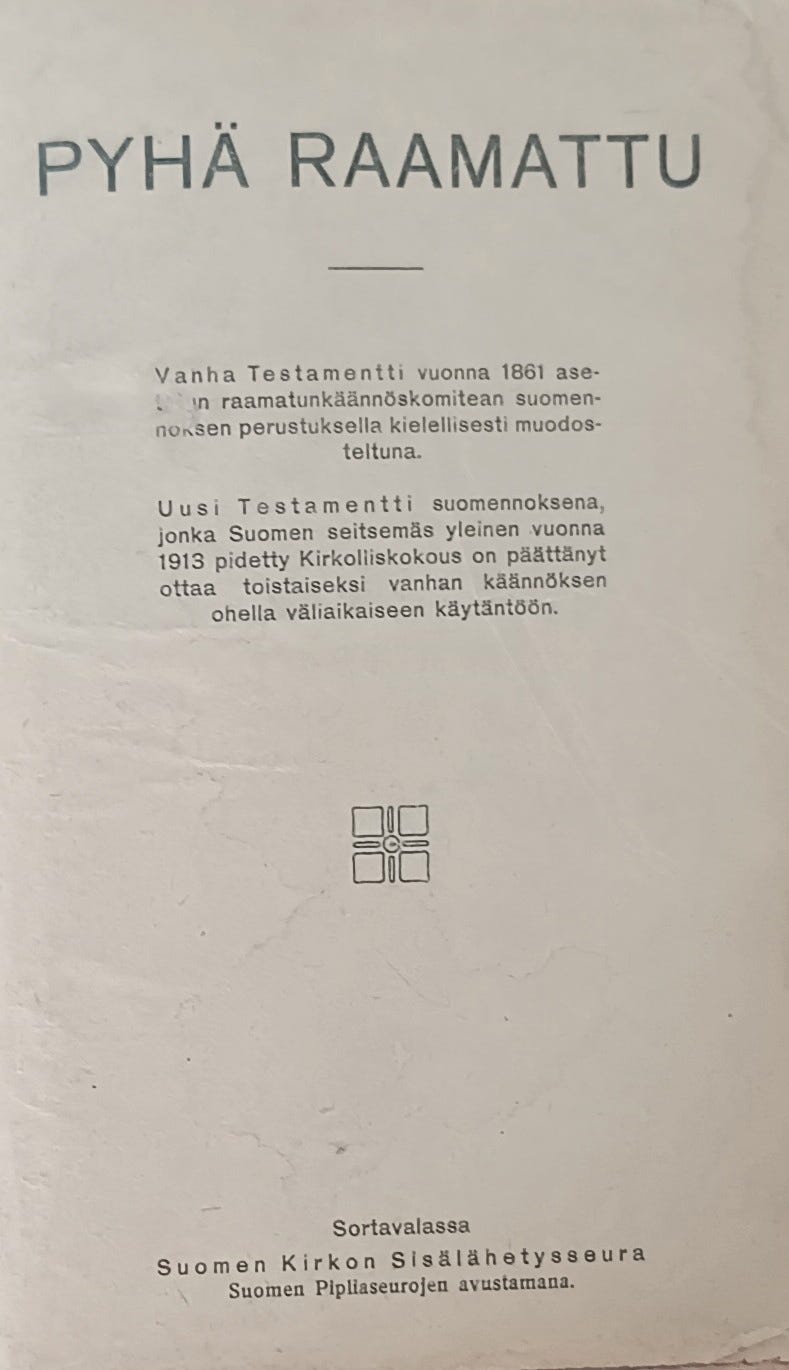 PYHÄ RAAMATTU
Vanha Testamentti vuonna 1861 ase-
raamatunkäännöskomitean suomen-
noksen perustuksella kielellisesti muodos-
teltuna.
Uusi Testamentti suomennoksena,
jonka Suomen seitsemäs yleinen vuonna
1913 pidetty Kirkolliskokous on päättänyt
ottaa toistaiseksi vanhan käännöksen
ohella väliaikaiseen käytäntöön.
Sortavalassa
Suomen Kirkon Sisälähetysseura
Suomen Pipliaseurojen avustamana.